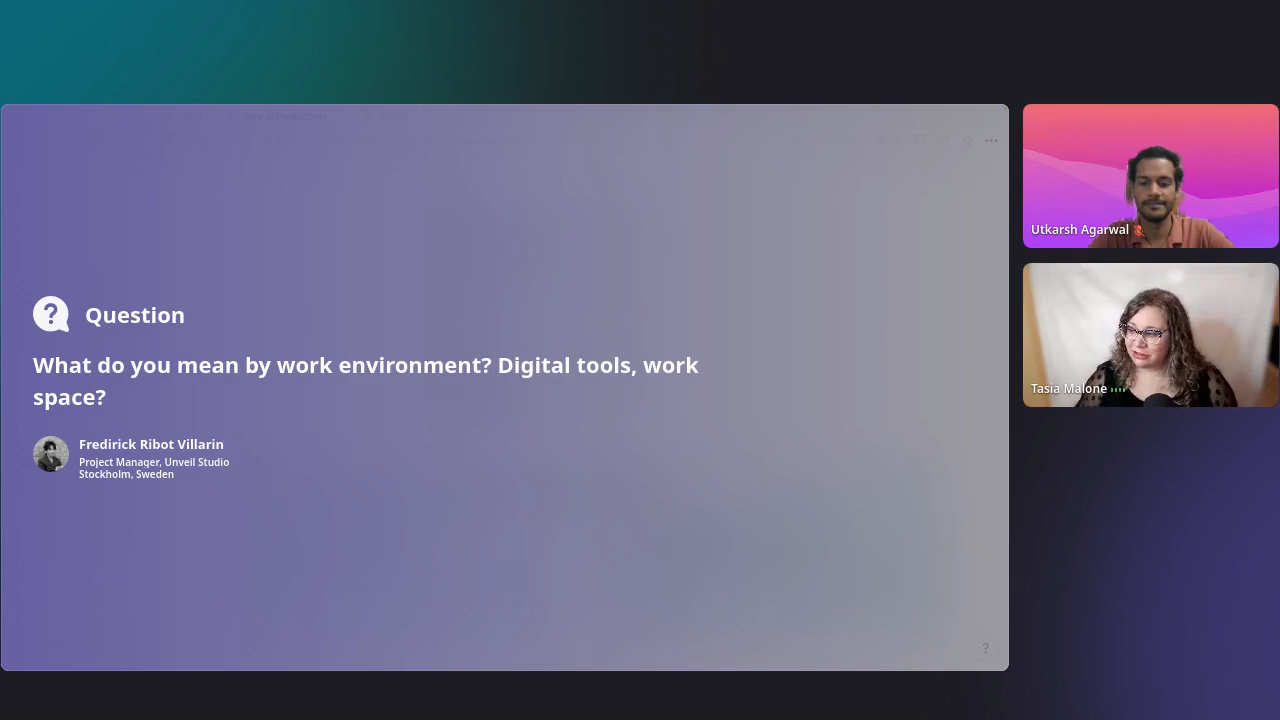 Question
What do you mean by work environment? Digital tools, work
space?
Fredirick Ribot Villarin
Project Manager, Unveil Studio
Stockholm, Sweden
Utkarsh Agarwal
Tasia Malone
?